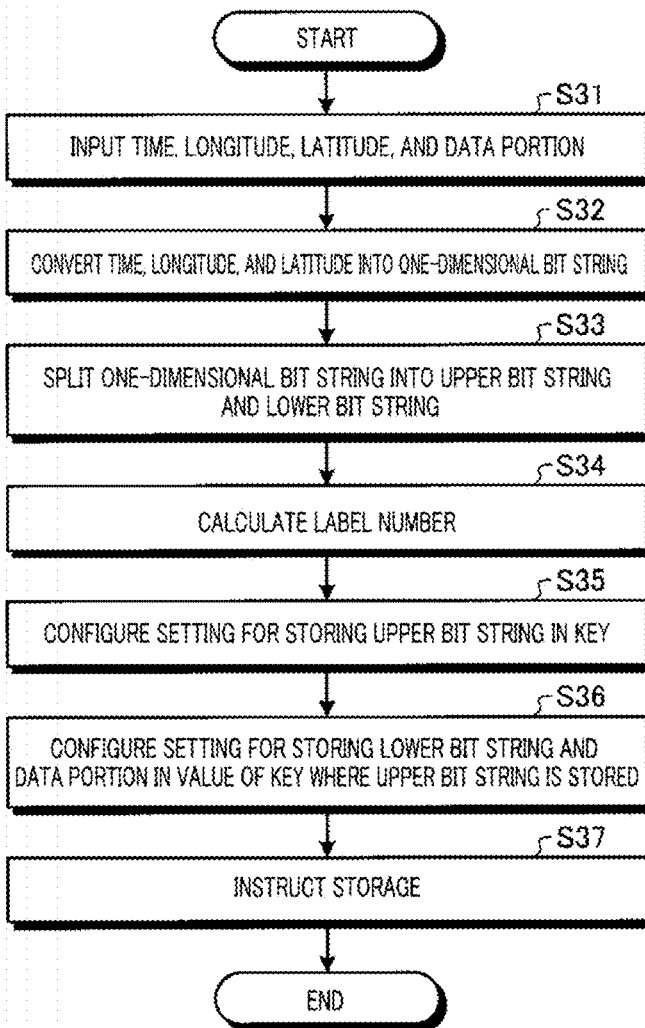 START
S31
INPUT TIME, LONGITUDE, LATITUDE, AND DATA PORTION
S32
CONVERT TIME, LONGITUDE, AND LATITUDE INTO ONE-DIMENSIONAL BIT STRING
S33
SPLIT ONE-DIMENSIONAL BIT STRING INTO UPPER BIT STRING
AND LOWER BIT STRING
S34
CALCULATE LABEL NUMBER
S35
CONFIGURE SETTING FOR STORING UPPER BIT STRING IN KEY
S36
CONFIGURE SETTING FOR STORING LOWER BIT STRING AND
DATA PORTION IN VALUE OF KEY WHERE UPPER BIT STRING IS STORED
S37
INSTRUCT STORAGE
END